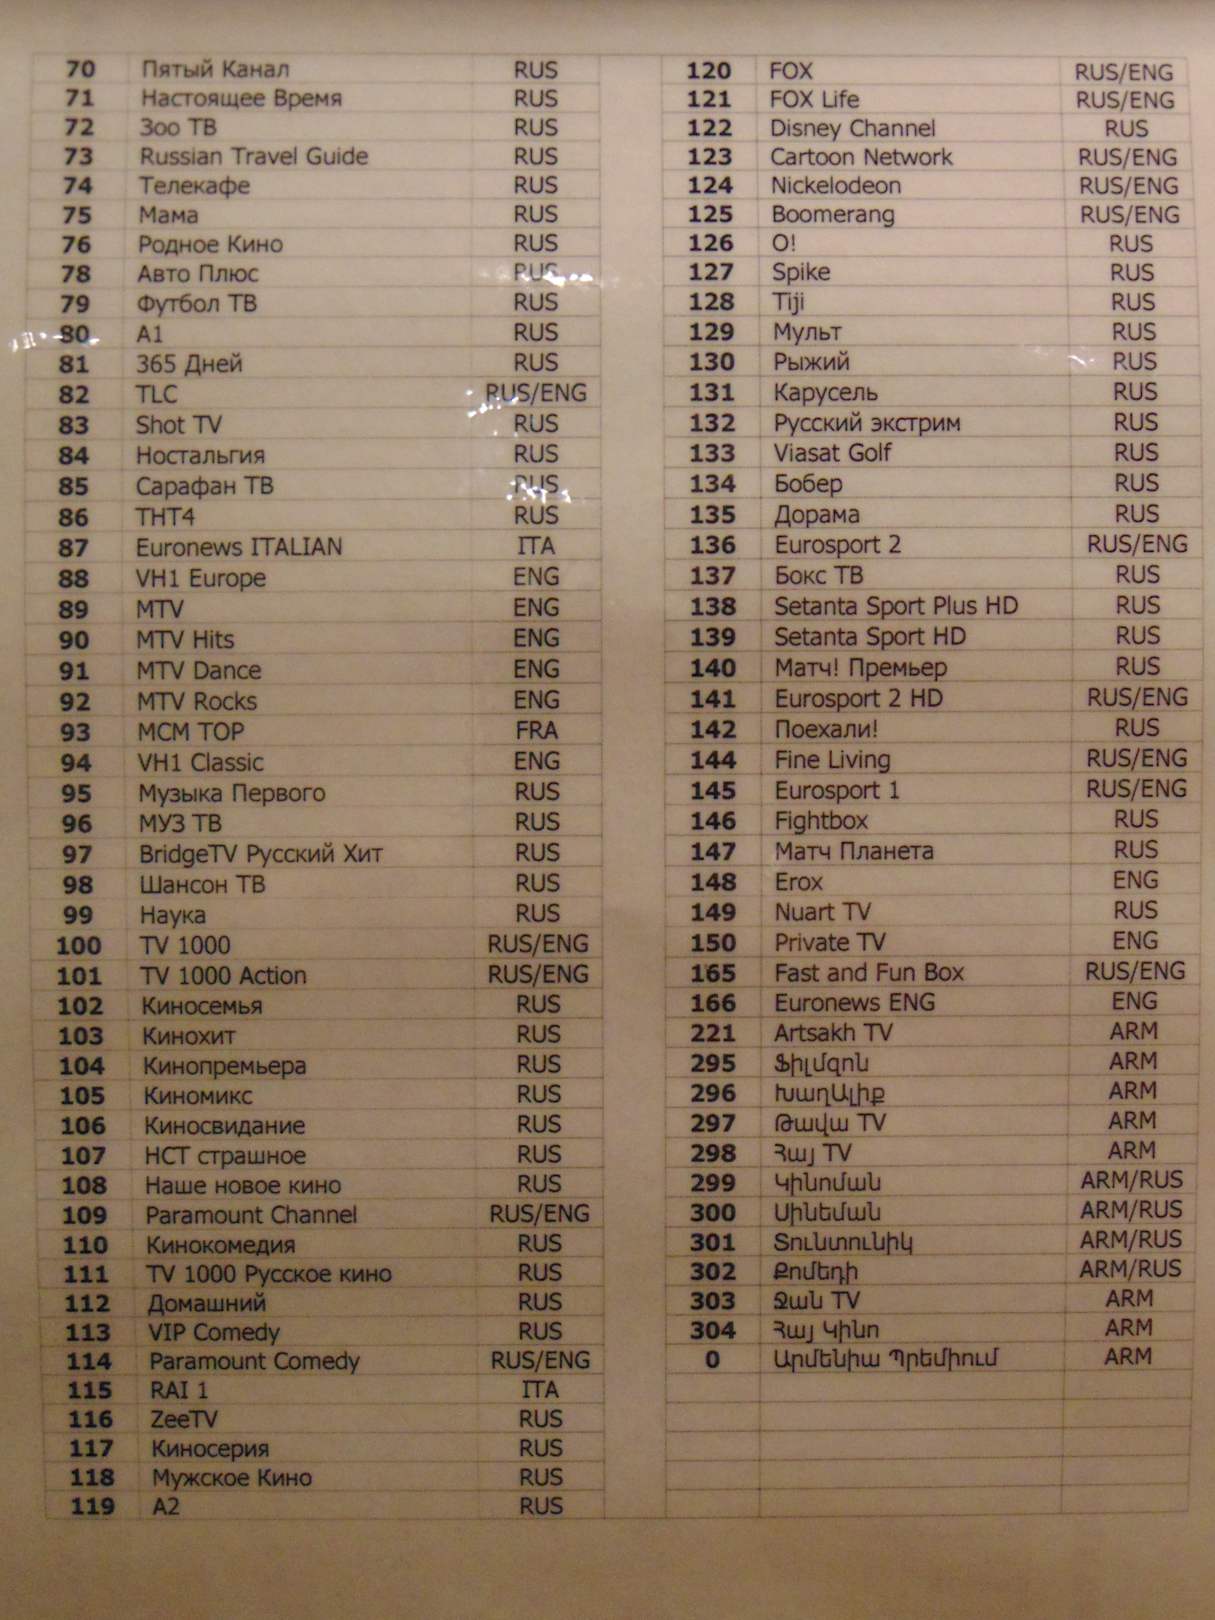 70 Пятый Канал RUS
71 Настоящее Время RUS
72 Зоо ТВ RUS
73 Russian Travel Guide RUS
74 Телекафе RUS
75 Мама RUS
76 Родное Кино RUS
78 Авто Плюс RUS
79 Футбол ТВ RUS
80 A1 RUS
81 365 Дней RUS
82 TLC RUS/ENG
83 Shot TV RUS
84 Ностальгия RUS
85 Сарафан ТВ RUS
86 ТНТ4 RUS
87 Euronews ITALIAN ITA
88 VH1 Europe ENG
89 MTV ENG
90 MTV Hits ENG
91 MTV Dance ENG
92 MTV Rocks ENG
93 MCM TOP FRA
94 VH1 Classic ENG
95 Музыка Первого RUS
96 МУЗ ТВ RUS
97 BridgeTV Русский Хит RUS
98 Шансон ТВ RUS
99 Наука RUS
100 TV 1000 RUS/ENG
101 TV 1000 Action RUS/ENG
102 Киносемья RUS
103 Кинохит RUS
104 Кинопремьера RUS
105 Киномикс RUS
106 Киносвидание RUS
107 НСТ страшное RUS
108 Наше новое кино RUS
109 Paramount Channel RUS/ENG
110 Кинокомедия RUS
111 TV 1000 Русское кино RUS
112 Домашний RUS
113 VIP Comedy RUS
114 Paramount Comedy RUS/ENG
115 RAI 1 ITA
116 ZeeTV RUS
117 Киносерия RUS
118 Мужское Кино RUS
119 A2 RUS
120 FOX RUS/ENG
121 FOX Life RUS/ENG
122 Disney Channel RUS
123 Cartoon Network RUS/ENG
124 Nickelodeon RUS/ENG
125 Boomerang RUS/ENG
126 O! RUS
127 Spike RUS
128 Tiji RUS
129 Мульт RUS
130 Рыжий RUS
131 Карусель RUS
132 Русский экстрим RUS
133 Viasat Golf RUS
134 Бобер RUS
135 Дорама RUS
136 Eurosport 2 RUS/ENG
137 Бокс ТВ RUS
138 Setanta Sport Plus HD RUS
139 Setanta Sport HD RUS
140 Матч! Премьер RUS
141 Eurosport 2 HD RUS/ENG
142 Поехали! RUS
144 Fine Living RUS/ENG
145 Eurosport 1 RUS/ENG
146 Fightbox RUS
147 Матч Планета RUS
148 Erox ENG
149 Nuart TV RUS
150 Private TV ENG
165 Fast and Fun Box RUS/ENG
166 Euronews ENG ENG
221 Artsakh TV ARM
295 Ֆիլմզոն ARM
296 ԽաղԱլիք ARM
297 Թավա TV ARM
298 Հայ TV ARM
299 Կինոման ARM/RUS
300 Սինեման ARM/RUS
301 Տունտունիկ ARM/RUS
302 Քոմեդի ARM/RUS
303 Ջան TV ARM
304 Հայ Կինո ARM
0 Արմենիա Պրեմիում ARM